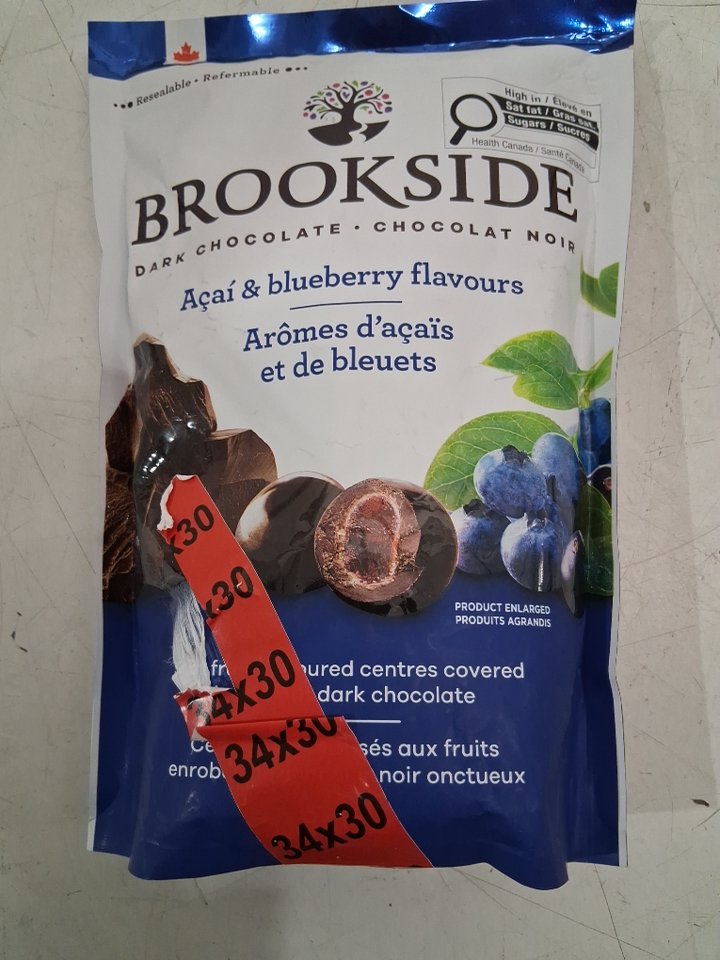 Resealable • Refermable
High in / Élevé en
Sat fat / Gras sat.
Sugars / Sucres
Health Canada / Santé Canada
BROOKSIDE
DARK CHOCOLATE · CHOCOLAT NOIR
Açaí & blueberry flavours
Arômes d'açaïs
et de bleuets
x30
x30
34x30
34x30
34x30
PRODUCT ENLARGED
PRODUITS AGRANDIS
centres covered
dark chocolate
aux fruits
noir onctueux